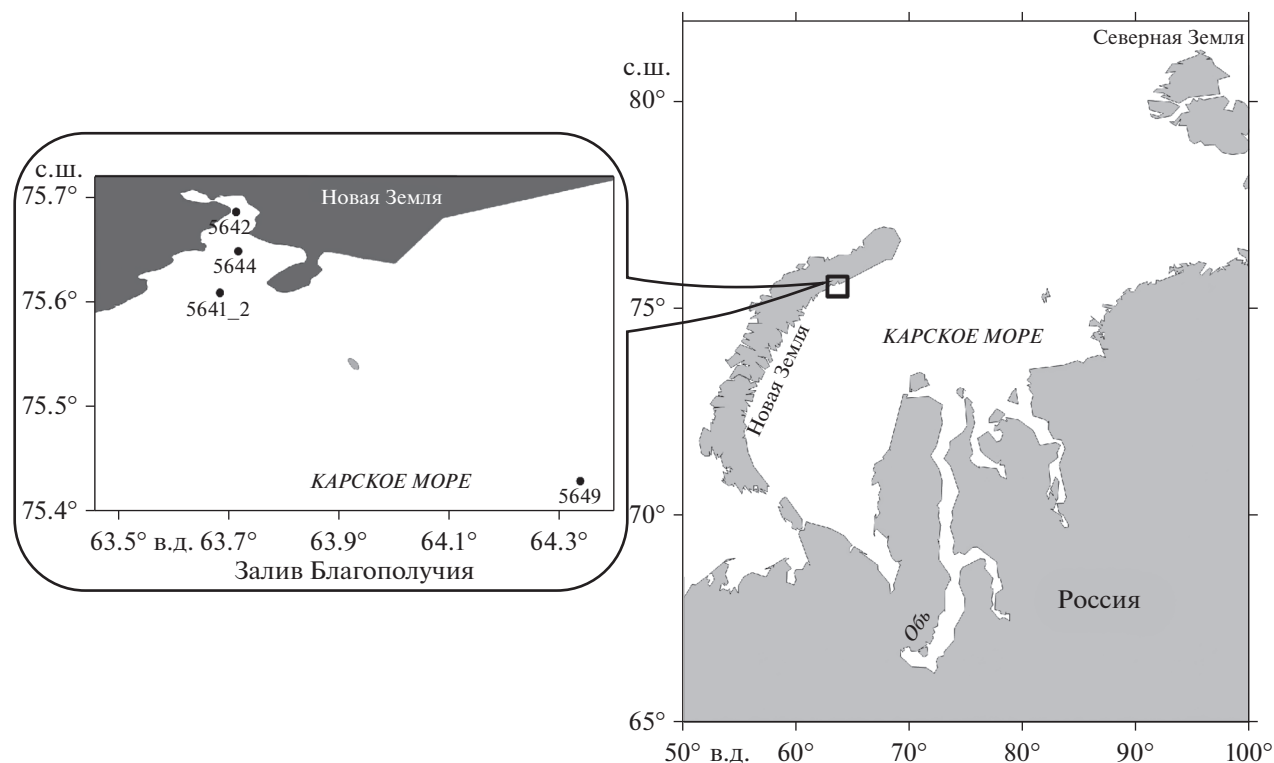 с.ш.
75.7°
75.6°
75.5°
75.4°
Новая Земля
5642
5644
5641_2
КАРСКОЕ МОРЕ
5649
63.5° в.д. 63.7° 63.9° 64.1° 64.3°
Залив Благополучия
с.ш.
80°
75°
70°
65°
Северная Земля
КАРСКОЕ МОРЕ
Новая Земля
Обь
Россия
50° в.д. 60° 70° 80° 90° 100°